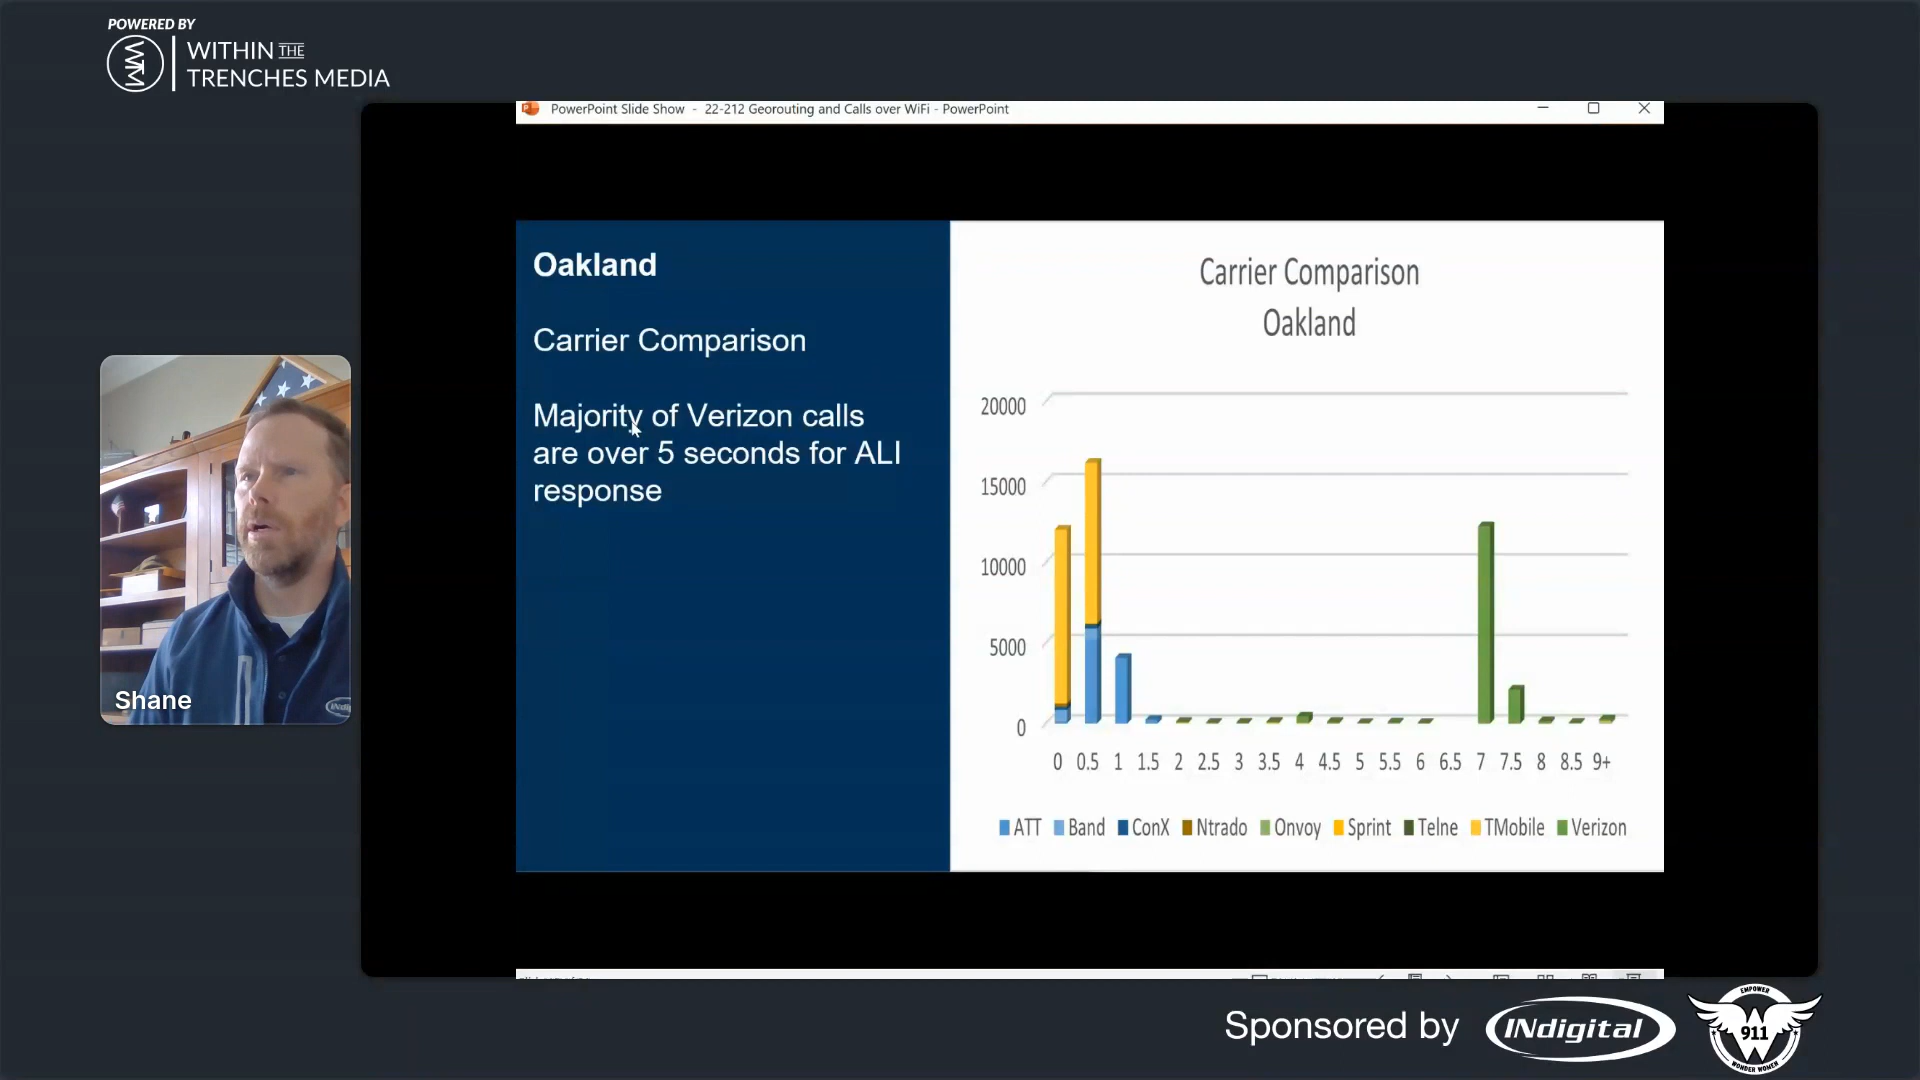 POWERED BY
WITHIN THE
TRENCHES MEDIA
PowerPoint Slide Show - 22-212 Georouting and Calls over WiFi - PowerPoint
Oakland
Carrier Comparison
Majority of Verizon calls
are over 5 seconds for ALI
response
Carrier Comparison
Oakland
20000
15000
10000
5000
0
0 0.5 1 1.5 2 2.5 3 3.5 4 4.5 5 5.5 6 6.5 7 7.5 8 8.5 9+
ATT Band ConX Ntrado Onvoy Sprint Telne TMobile Verizon
Shane
Sponsored by
INdigital
EMPOWER
W
911
WONDER WOMEN